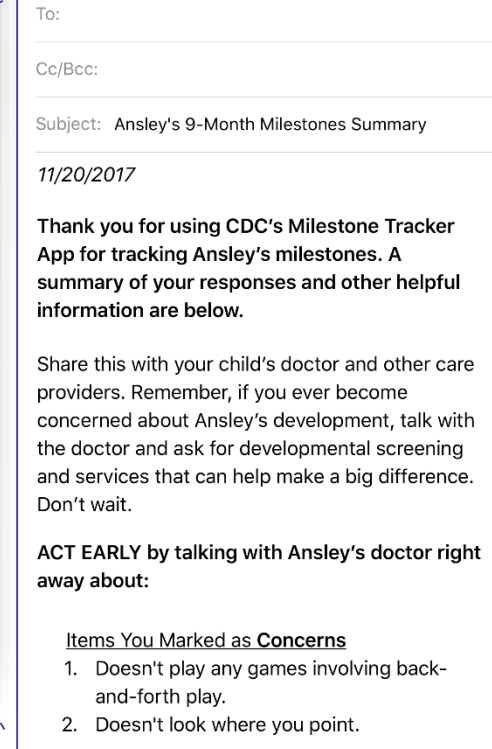 To:
Cc/Bcc:
Subject: Ansley's 9-Month Milestones Summary
11/20/2017
Thank you for using CDC’s Milestone Tracker
App for tracking Ansley’s milestones. A
summary of your responses and other helpful
information are below.
Share this with your child’s doctor and other care
providers. Remember, if you ever become
concerned about Ansley’s development, talk with
the doctor and ask for developmental screening
and services that can help make a big difference.
Don’t wait.
ACT EARLY by talking with Ansley’s doctor right
away about:
Items You Marked as Concerns
1. Doesn't play any games involving back-
and-forth play.
2. Doesn't look where you point.